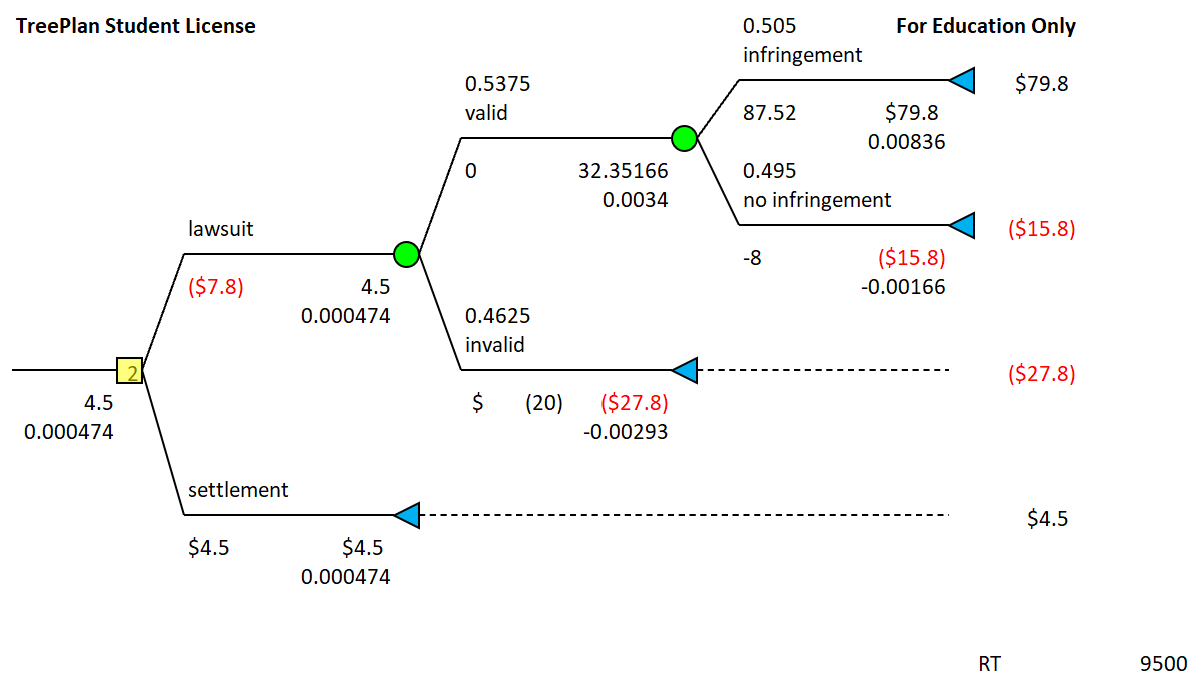 TreePlan Student License
For Education Only
0.505
infringement
$79.8
0.5375
valid
87.52 $79.8
0.00836
0 32.35166
0.0034
0.495
no infringement
lawsuit
($15.8)
-8 ($15.8)
-0.00166
($7.8) 4.5
0.000474
0.4625
invalid
2
($27.8)
4.5
0.000474
$ (20) ($27.8)
-0.00293
settlement
$4.5
$4.5 $4.5
0.000474
RT 9500